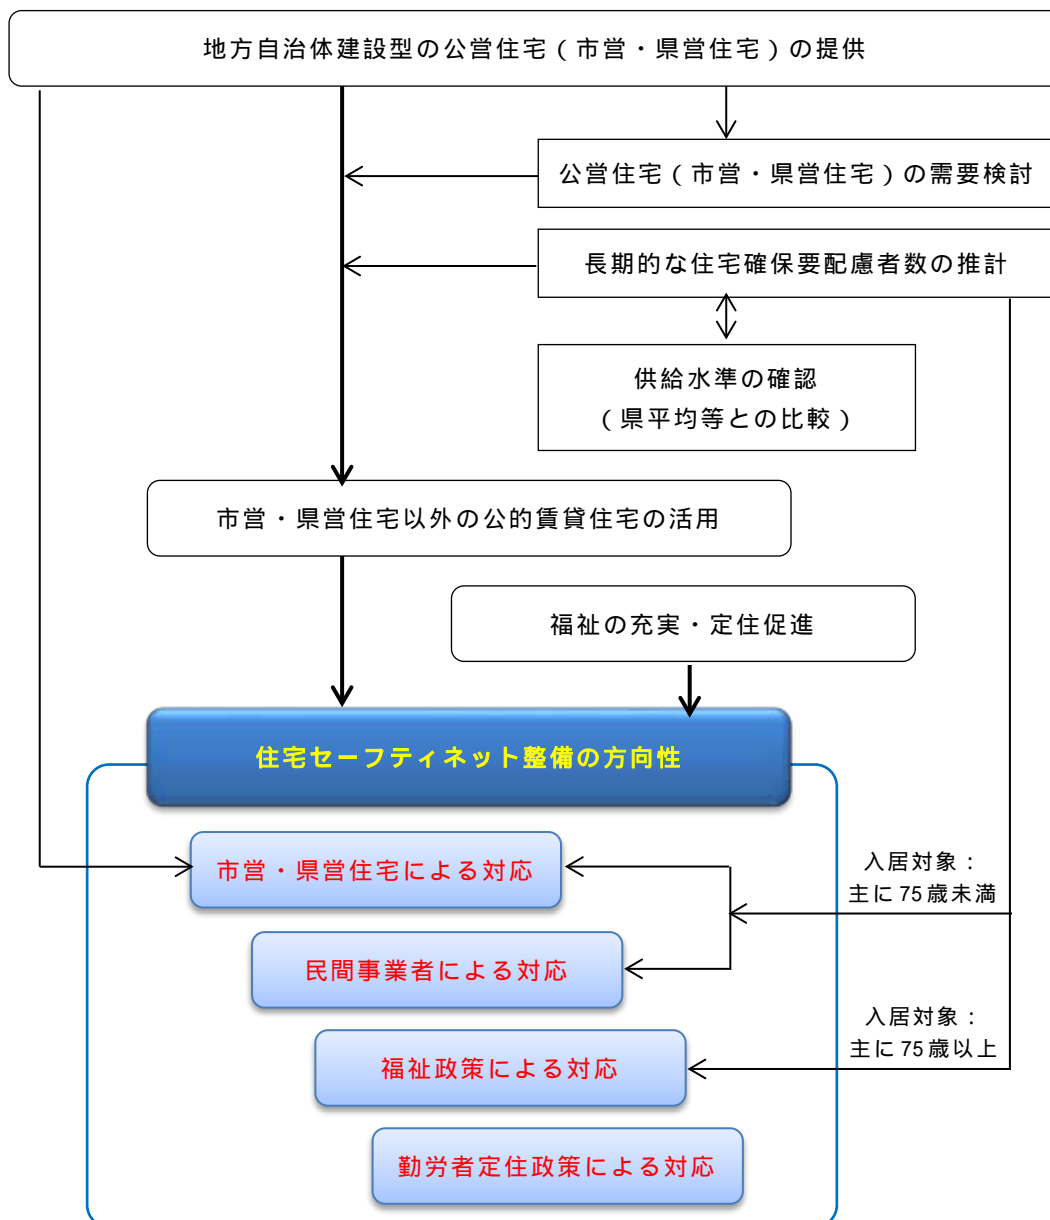 地方自治体建設型の公営住宅(市営・県営住宅)の提供
公営住宅(市営・県営住宅)の需要検討
長期的な住宅確保要配慮者数の推計
供給水準の確認
(県平均等との比較)
市営・県営住宅以外の公的賃貸住宅の活用
福祉の充実・定住促進
住宅セーフティネット整備の方向性
市営・県営住宅による対応
入居対象:
主に75歳未満
民間事業者による対応
入居対象:
主に75歳以上
福祉政策による対応
勤労者定住政策による対応